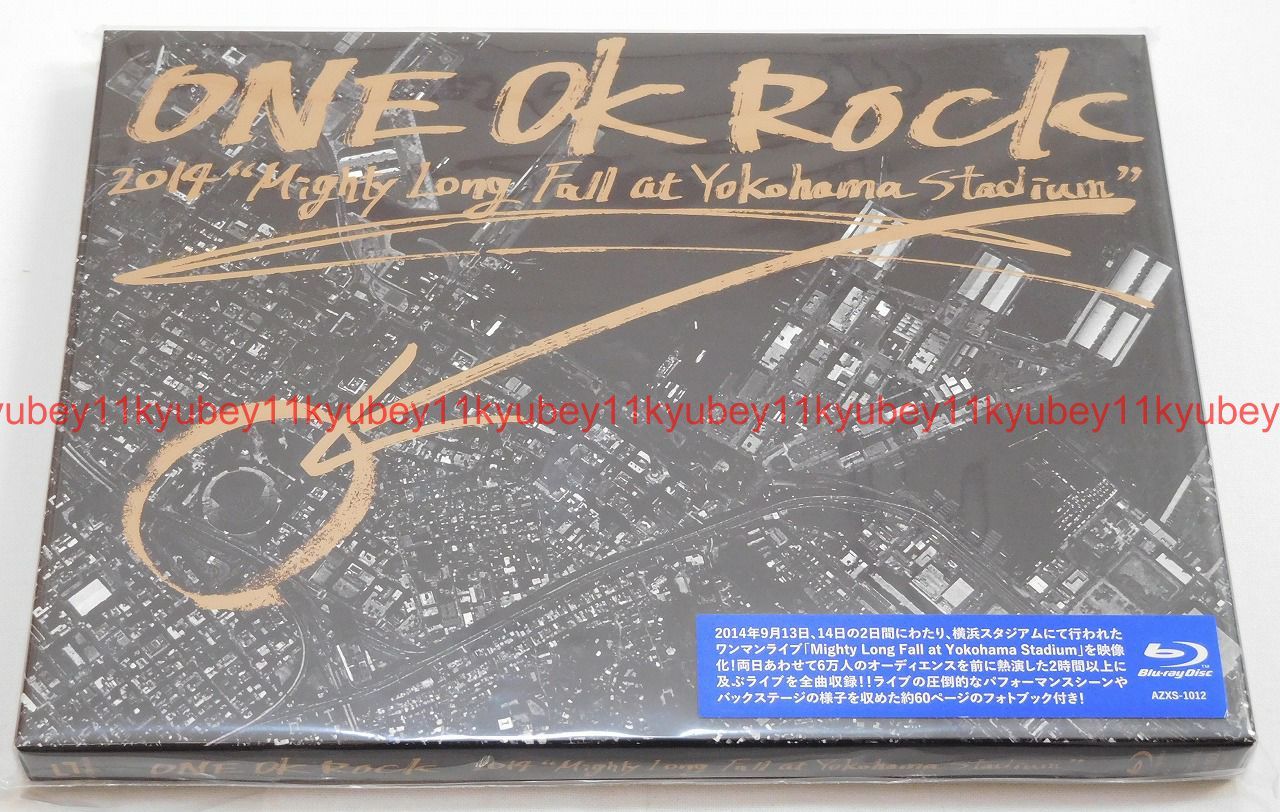 ONE OK ROCK
2014 “Mighty Long Fall at Yokohama Stadium”
kyubey11kyubey11kyubey11kyubey11kyubey11kyubey11kyubey11kyubey
2014年9月13日、14日の2日間にわたり、横浜スタジアムにて行われた
ワンマンライブ「Mighty Long Fall at Yokohama Stadium」を映像
化！両日あわせて6万人のオーディエンスを前に熱演した2時間以上に
及ぶライブを全曲収録！！ライブの圧倒的なパフォーマンスシーンや
バックステージの様子を収めた約60ページのフォトブック付き！
Blu-ray Disc TM
AZXS-1012
ONE OK ROCK 2014 “Mighty Long Fall at Yokohama Stadium”